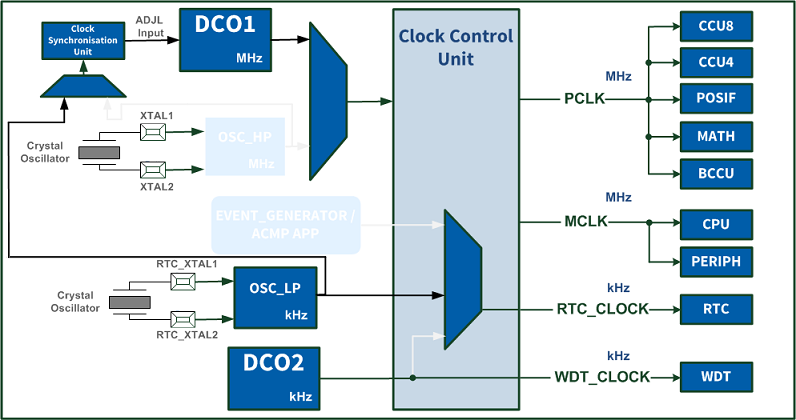 Clock
Synchronisation
Unit
ADJL
Input
DCO1
MHz
Clock Control
Unit
XTAL1
Crystal
Oscillator
XTAL2
OSC_HP
MHz
EVENT_GENERATOR /
ACMP APP
RTC_XTAL1
Crystal
Oscillator
RTC_XTAL2
OSC_LP
kHz
DCO2
kHz
MHz
PCLK
CCU8
CCU4
POSIF
MATH
BCCU
MHz
MCLK
CPU
PERIPH
kHz
RTC_CLOCK
RTC
kHz
WDT_CLOCK
WDT